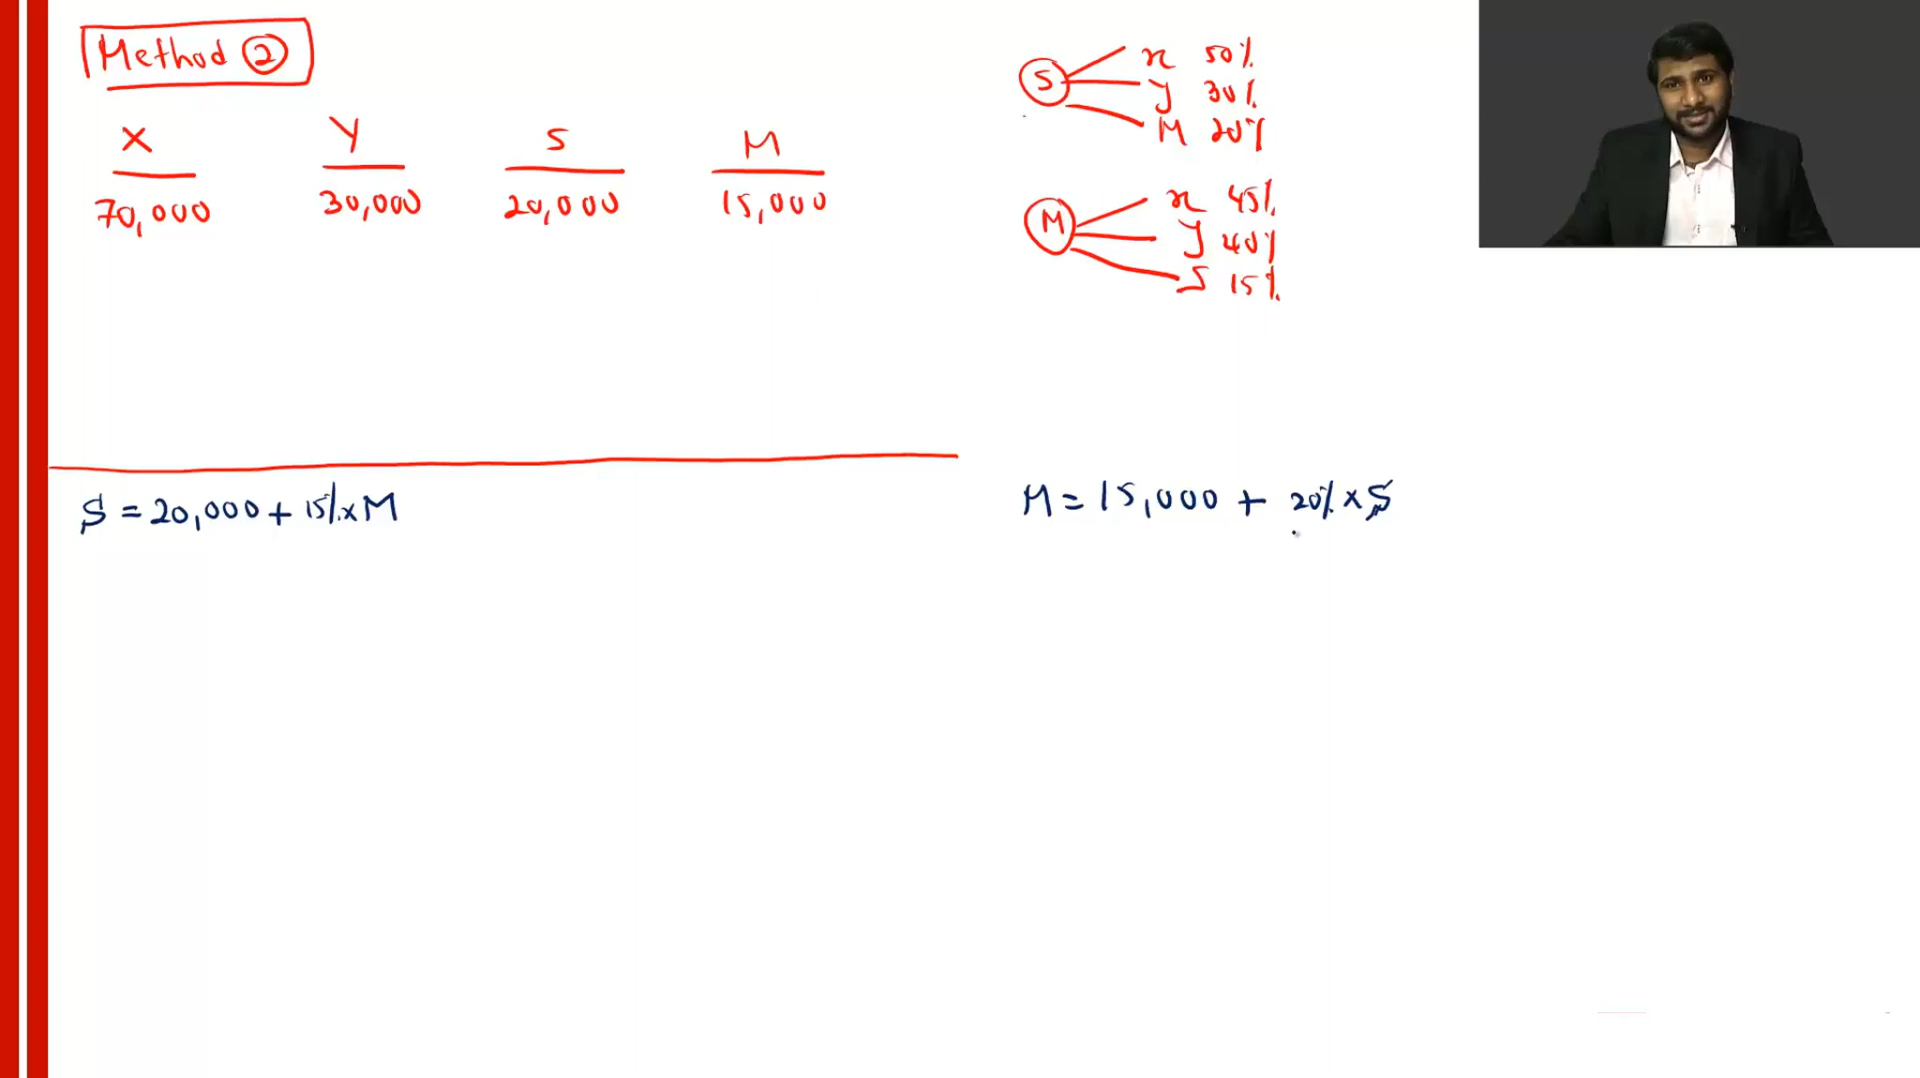 Method ②
X Y S M
70,000 30,000 20,000 15,000
S x 50%
y 30%
M 20%
M x 45%
y 40%
S 15%
S = 20,000 + 15% x M
M = 15,000 + 20% x S